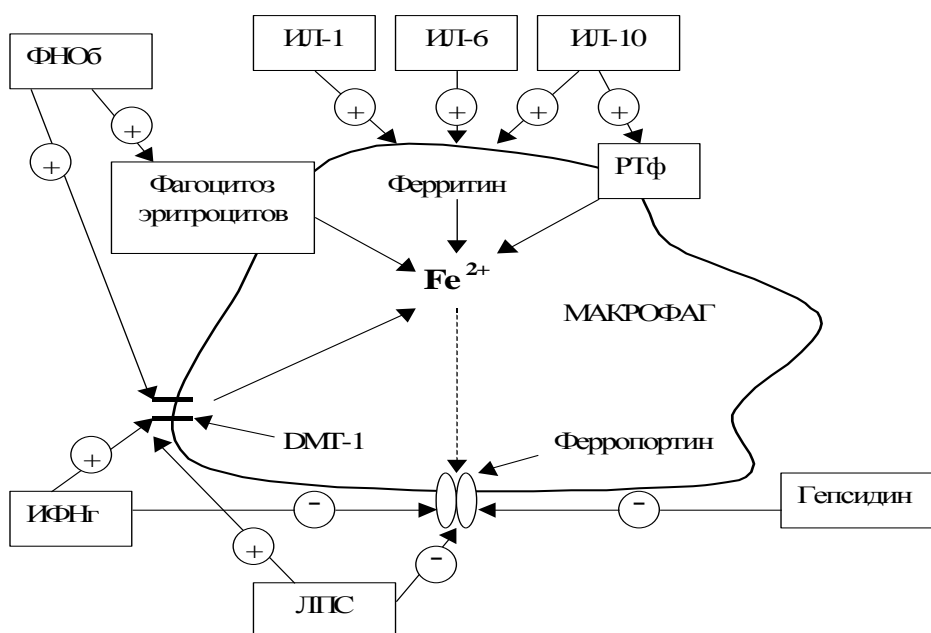 ФНОб
ИЛ-1
ИЛ-6
ИЛ-10
+
+
+
+
+
+
Фагоцитоз
эритроцитов
Ферритин
РТф
Fe 2+
МАКРОФАГ
DMT-1
Ферропортин
+
ИФНг
-
-
Гепсидин
+
-
ЛПС